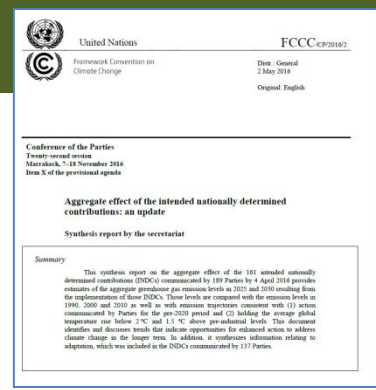 United Nations
FCCC/CP/2016/2
Framework Convention on
Climate Change
Distr.: General
2 May 2016
Original: English
Conference of the Parties
Twenty-second session
Marrakech, 7–18 November 2016
Item X of the provisional agenda
Aggregate effect of the intended nationally determined
contributions: an update
Synthesis report by the secretariat
Summary
This synthesis report on the aggregate effect of the 161 intended nationally
determined contributions (INDCs) communicated by 189 Parties by 4 April 2016 provides
estimates of the aggregate greenhouse gas emission levels in 2025 and 2030 resulting from
the implementation of those INDCs. Those levels are compared with the emission levels in
1990, 2000 and 2010 as well as with emission trajectories consistent with (1) action
communicated by Parties for the pre-2020 period and (2) holding the average global
temperature rise below 2 °C and 1.5 °C above pre-industrial levels. This document
identifies and discusses trends that indicate opportunities for enhanced action to address
climate change in the longer term. In addition, it synthesizes information relating to
adaptation, which was included in the INDCs communicated by 137 Parties.